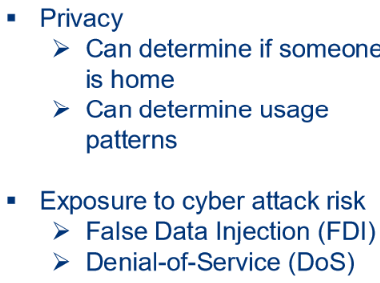 ▪ Privacy
➢ Can determine if someone
is home
➢ Can determine usage
patterns
▪ Exposure to cyber attack risk
➢ False Data Injection (FDI)
➢ Denial-of-Service (DoS)